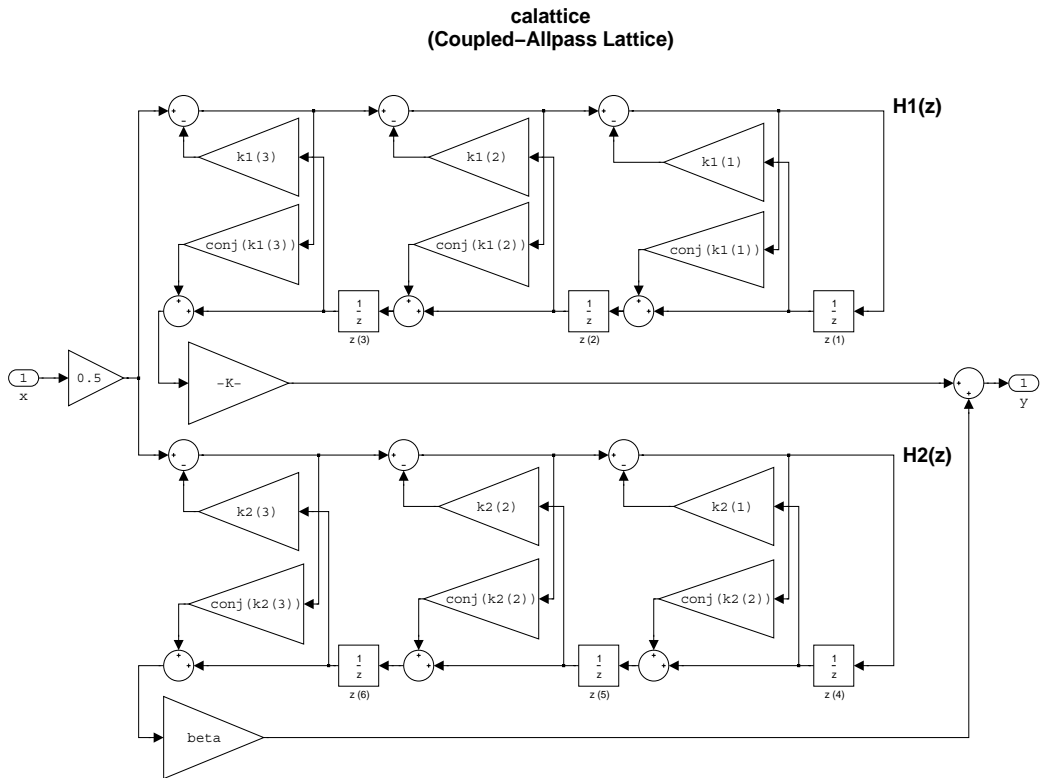 calattice
(Coupled−Allpass Lattice)
H1(z)
+
−
+
−
+
−
k1(3)
k1(2)
k1(1)
conj(k1(3))
conj(k1(2))
conj(k1(1))
+
+
1
z
z (3)
+
+
1
z
z (2)
+
+
1
z
z (1)
1
x
0.5
−K−
+
+
1
y
H2(z)
+
−
+
−
+
−
k2(3)
k2(2)
k2(1)
conj(k2(3))
conj(k2(2))
conj(k2(2))
+
+
1
z
z (6)
+
+
1
z
z (5)
+
+
1
z
z (4)
beta